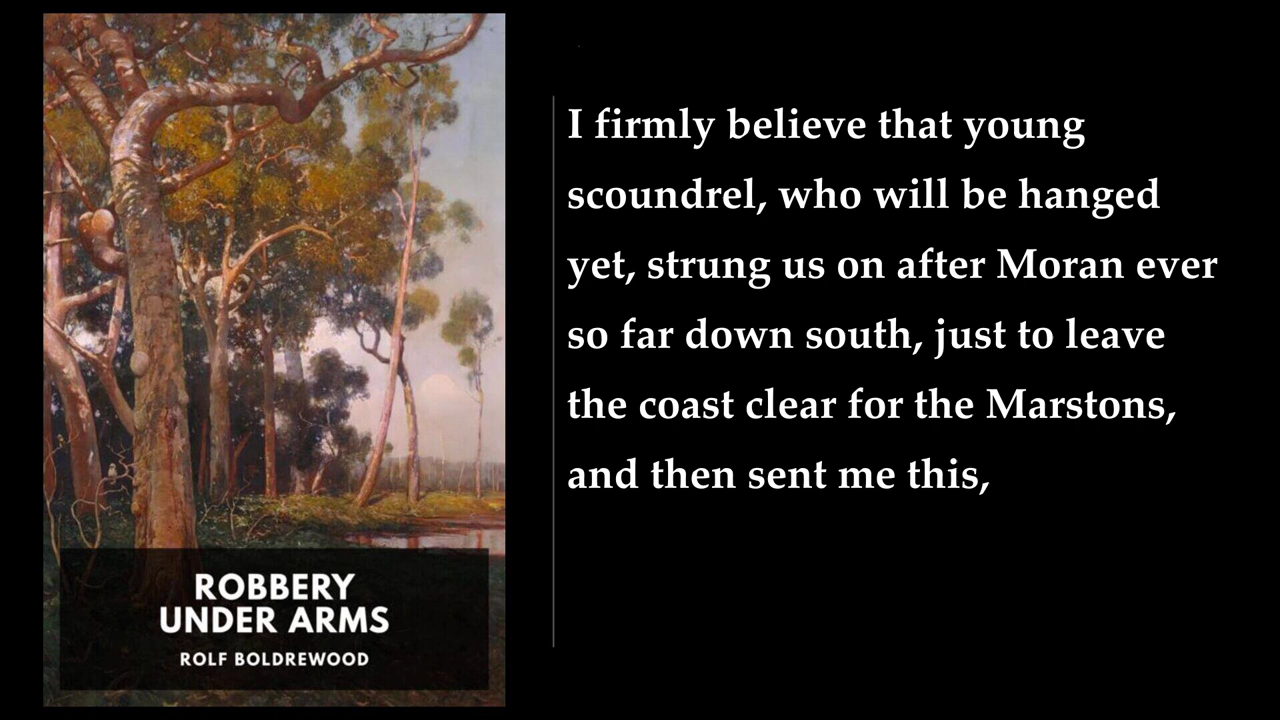 I firmly believe that young
scoundrel, who will be hanged
yet, strung us on after Moran ever
so far down south, just to leave
the coast clear for the Marstons,
and then sent me this,
ROBBERY
UNDER ARMS
ROLF BOLDREWOOD